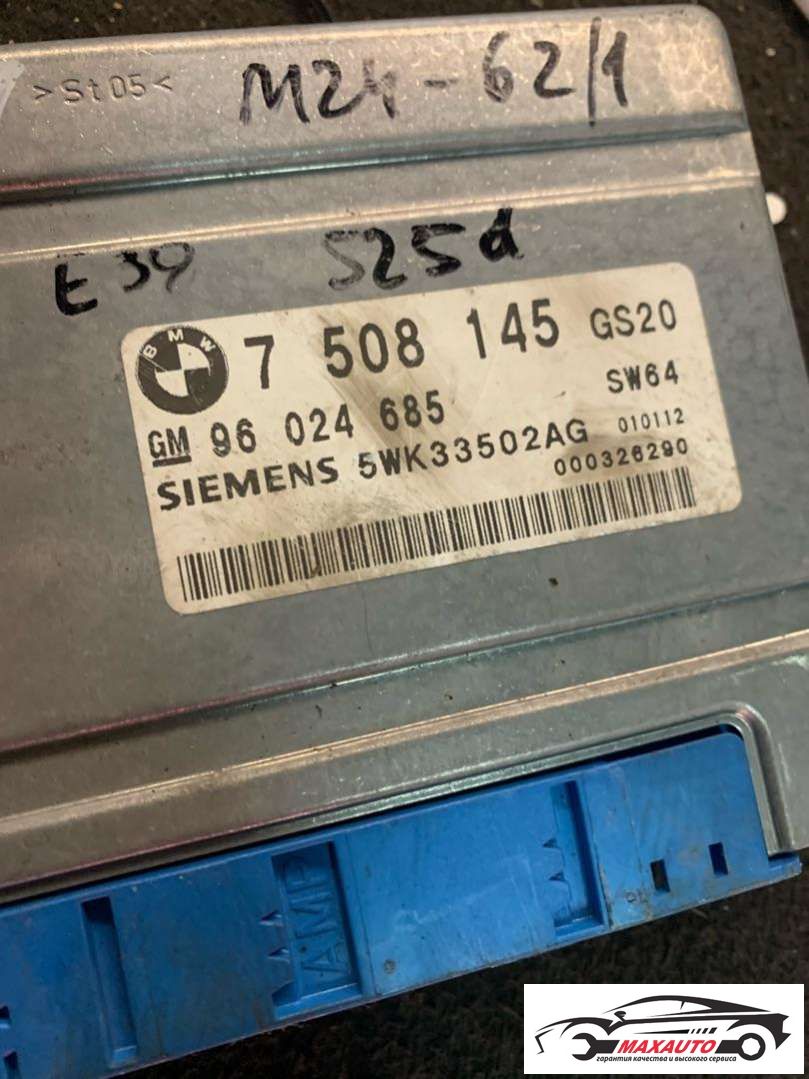 >St05<
M24-62/1
E39 525d
BMW 7 508 145 GS20
SW64
GM 96 024 685
SIEMENS 5WK33502AG 010112
000326290
AMP
MAXAUTO
гарантия качества и высокого сервиса